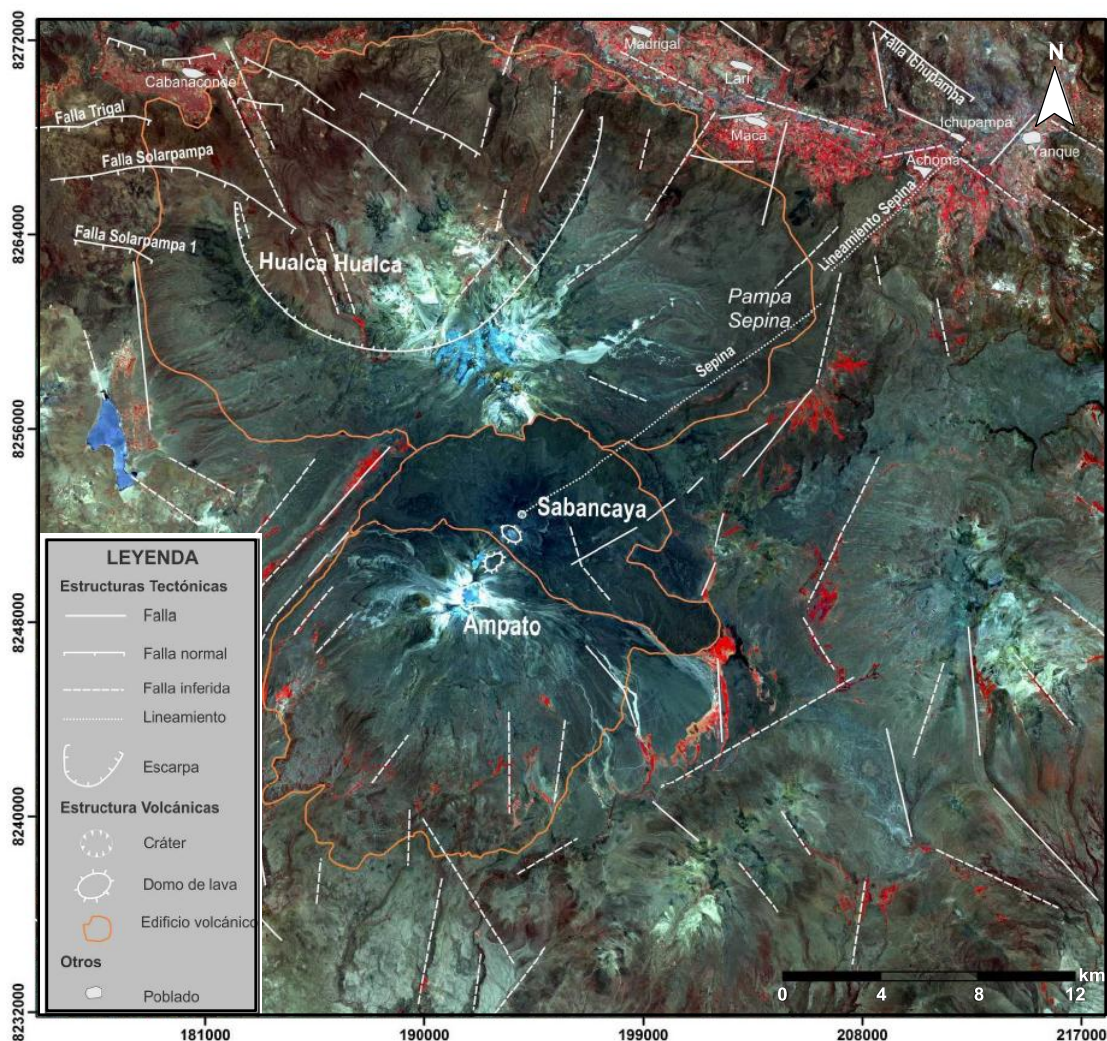 8272000
8264000
8256000
8248000
8240000
8232000
Madrigal
Cabanaconde
Lari
Falla Ichupampa
N
Falla Trigal
Maca
Ichupampa
Yanque
Achoma
Falla Solarpampa
Falla Solarpampa 1
Lineamiento Sepina
Hualca Hualca
Pampa
Sepina
Sepina
Sabancaya
Ampato
LEYENDA
Estructuras Tectónicas
Falla
Falla normal
Falla inferida
Lineamiento
Escarpa
Estructura Volcánicas
Cráter
Domo de lava
Edificio volcánico
Otros
Poblado
km
0 4 8 12
181000 190000 199000 208000 217000